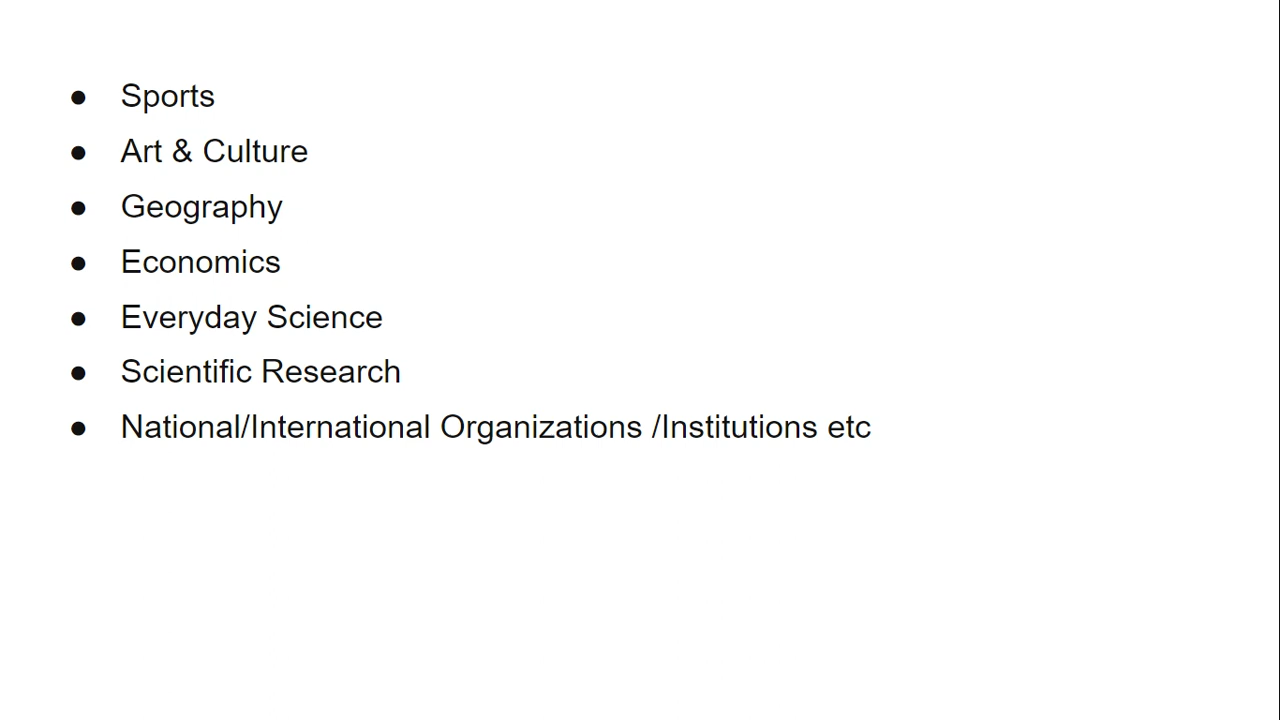 ● Sports
● Art & Culture
● Geography
● Economics
● Everyday Science
● Scientific Research
● National/International Organizations /Institutions etc